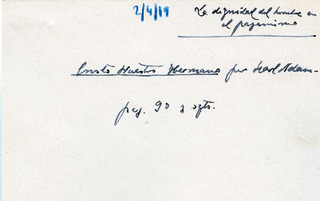 2/4/19
La dignidad del hombre en
el paganismo
Cristo Nuestro Hermano por Karl Adam -
pag. 90 y sgts.